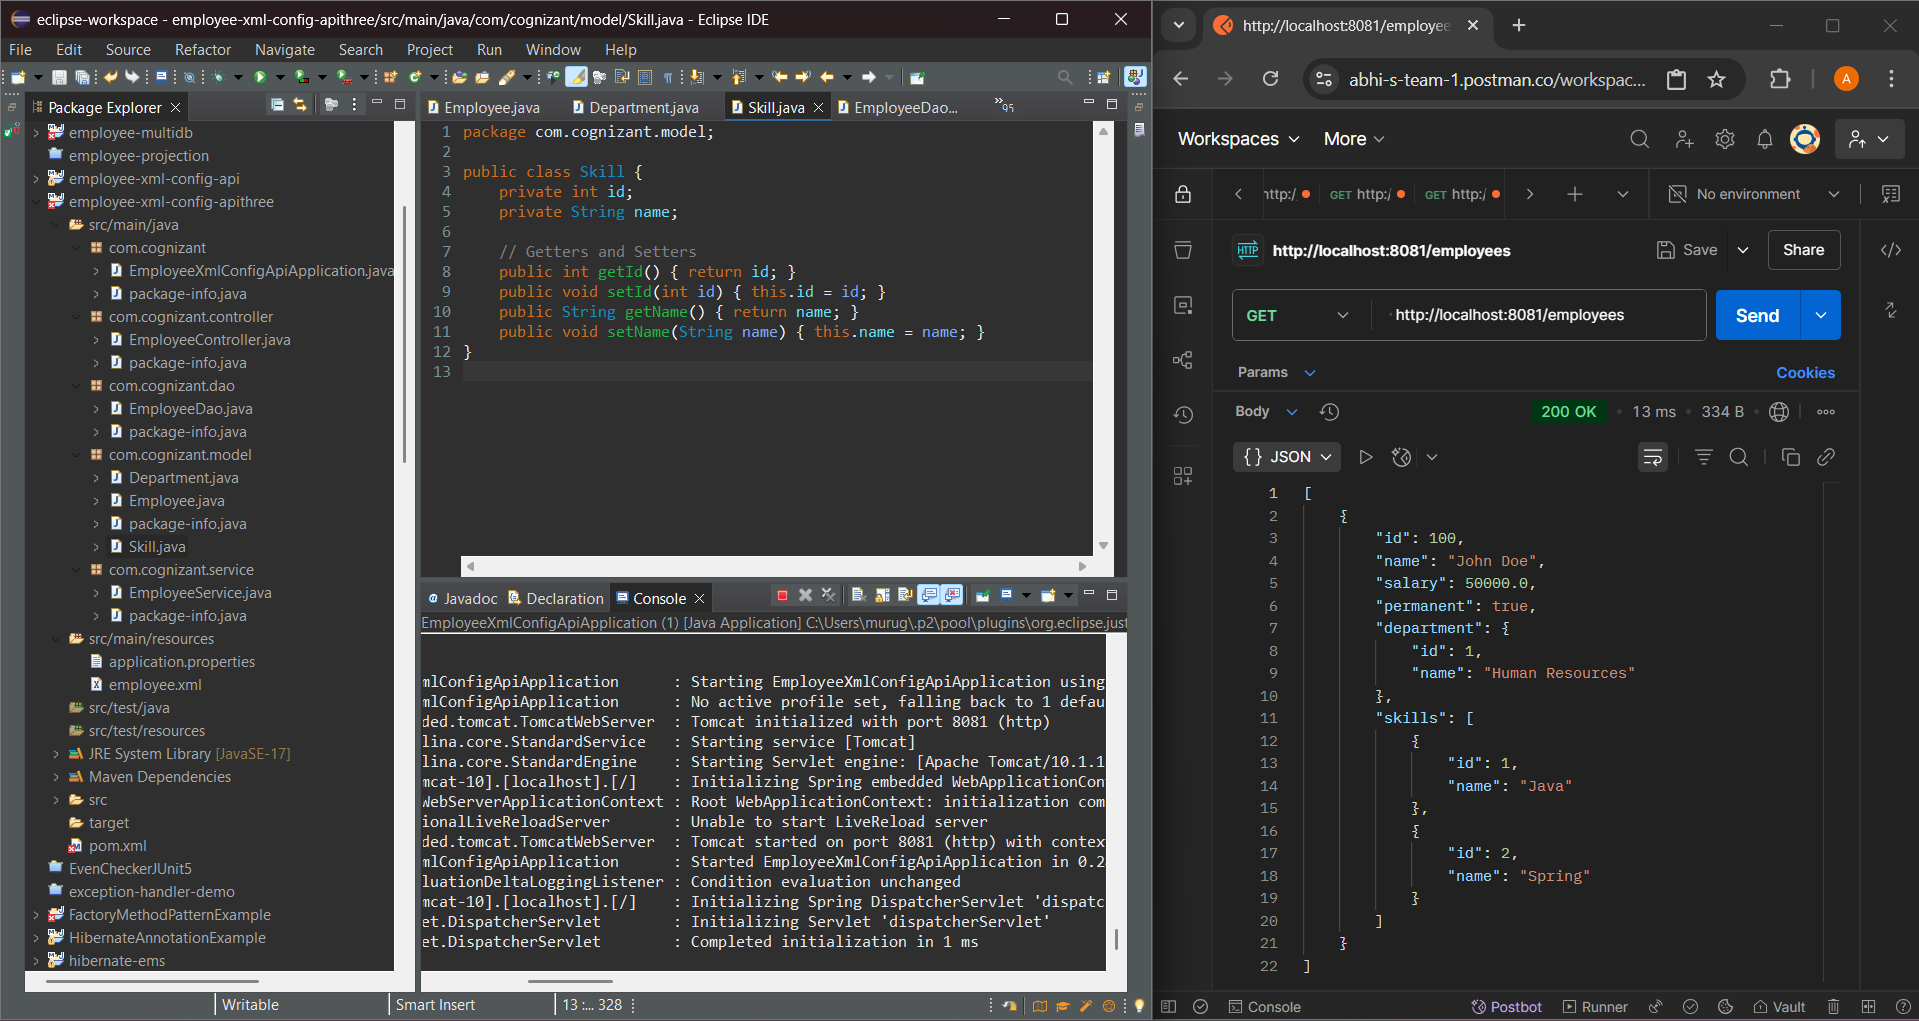 eclipse-workspace - employee-xml-config-apithree/src/main/java/com/cognizant/model/Skill.java - Eclipse IDE
File Edit Source Refactor Navigate Search Project Run Window Help
Package Explorer
employee-multidb
employee-projection
employee-xml-config-api
employee-xml-config-apithree
src/main/java
com.cognizant
EmployeeXmlConfigApiApplication.java
package-info.java
com.cognizant.controller
EmployeeController.java
package-info.java
com.cognizant.dao
EmployeeDao.java
package-info.java
com.cognizant.model
Department.java
Employee.java
package-info.java
Skill.java
com.cognizant.service
EmployeeService.java
package-info.java
src/main/resources
application.properties
employee.xml
src/test/java
src/test/resources
JRE System Library [JavaSE-17]
Maven Dependencies
src
target
pom.xml
EvenCheckerJUnit5
exception-handler-demo
FactoryMethodPatternExample
HibernateAnnotationExample
hibernate-ems
Employee.java Department.java Skill.java EmployeeDao... »95
1 package com.cognizant.model;
2
3 public class Skill {
4 private int id;
5 private String name;
6
7 // Getters and Setters
8 public int getId() { return id; }
9 public void setId(int id) { this.id = id; }
10 public String getName() { return name; }
11 public void setName(String name) { this.name = name; }
12 }
13
Javadoc Declaration Console
EmployeeXmlConfigApiApplication (1) [Java Application] C:\Users\murug\.p2\pool\plugins\org.eclipse.just
mlConfigApiApplication : Starting EmployeeXmlConfigApiApplication using
mlConfigApiApplication : No active profile set, falling back to 1 defau
ded.tomcat.TomcatWebServer : Tomcat initialized with port 8081 (http)
lina.core.StandardService : Starting service [Tomcat]
lina.core.StandardEngine : Starting Servlet engine: [Apache Tomcat/10.1.1
mcat-10].[localhost].[/] : Initializing Spring embedded WebApplicationCon
WebServerApplicationContext : Root WebApplicationContext: initialization com
ionalLiveReloadServer : Unable to start LiveReload server
ded.tomcat.TomcatWebServer : Tomcat started on port 8081 (http) with contex
mlConfigApiApplication : Started EmployeeXmlConfigApiApplication in 0.2
luationDeltaLoggingListener : Condition evaluation unchanged
mcat-10].[localhost].[/] : Initializing Spring DispatcherServlet 'dispatc
et.DispatcherServlet : Initializing Servlet 'dispatcherServlet'
et.DispatcherServlet : Completed initialization in 1 ms
Writable Smart Insert 13 :... 328
http://localhost:8081/employee
abhi-s-team-1.postman.co/workspac...
A
Workspaces More
http:/ GET http:/ GET http:/ No environment
HTTP http://localhost:8081/employees Save Share
GET http://localhost:8081/employees Send
Params Cookies
Body 200 OK 13 ms 334 B
{} JSON
1 [
2 {
3 "id": 100,
4 "name": "John Doe",
5 "salary": 50000.0,
6 "permanent": true,
7 "department": {
8 "id": 1,
9 "name": "Human Resources"
10 },
11 "skills": [
12 {
13 "id": 1,
14 "name": "Java"
15 },
16 {
17 "id": 2,
18 "name": "Spring"
19 }
20 ]
21 }
22 ]
Console Postbot Runner Vault